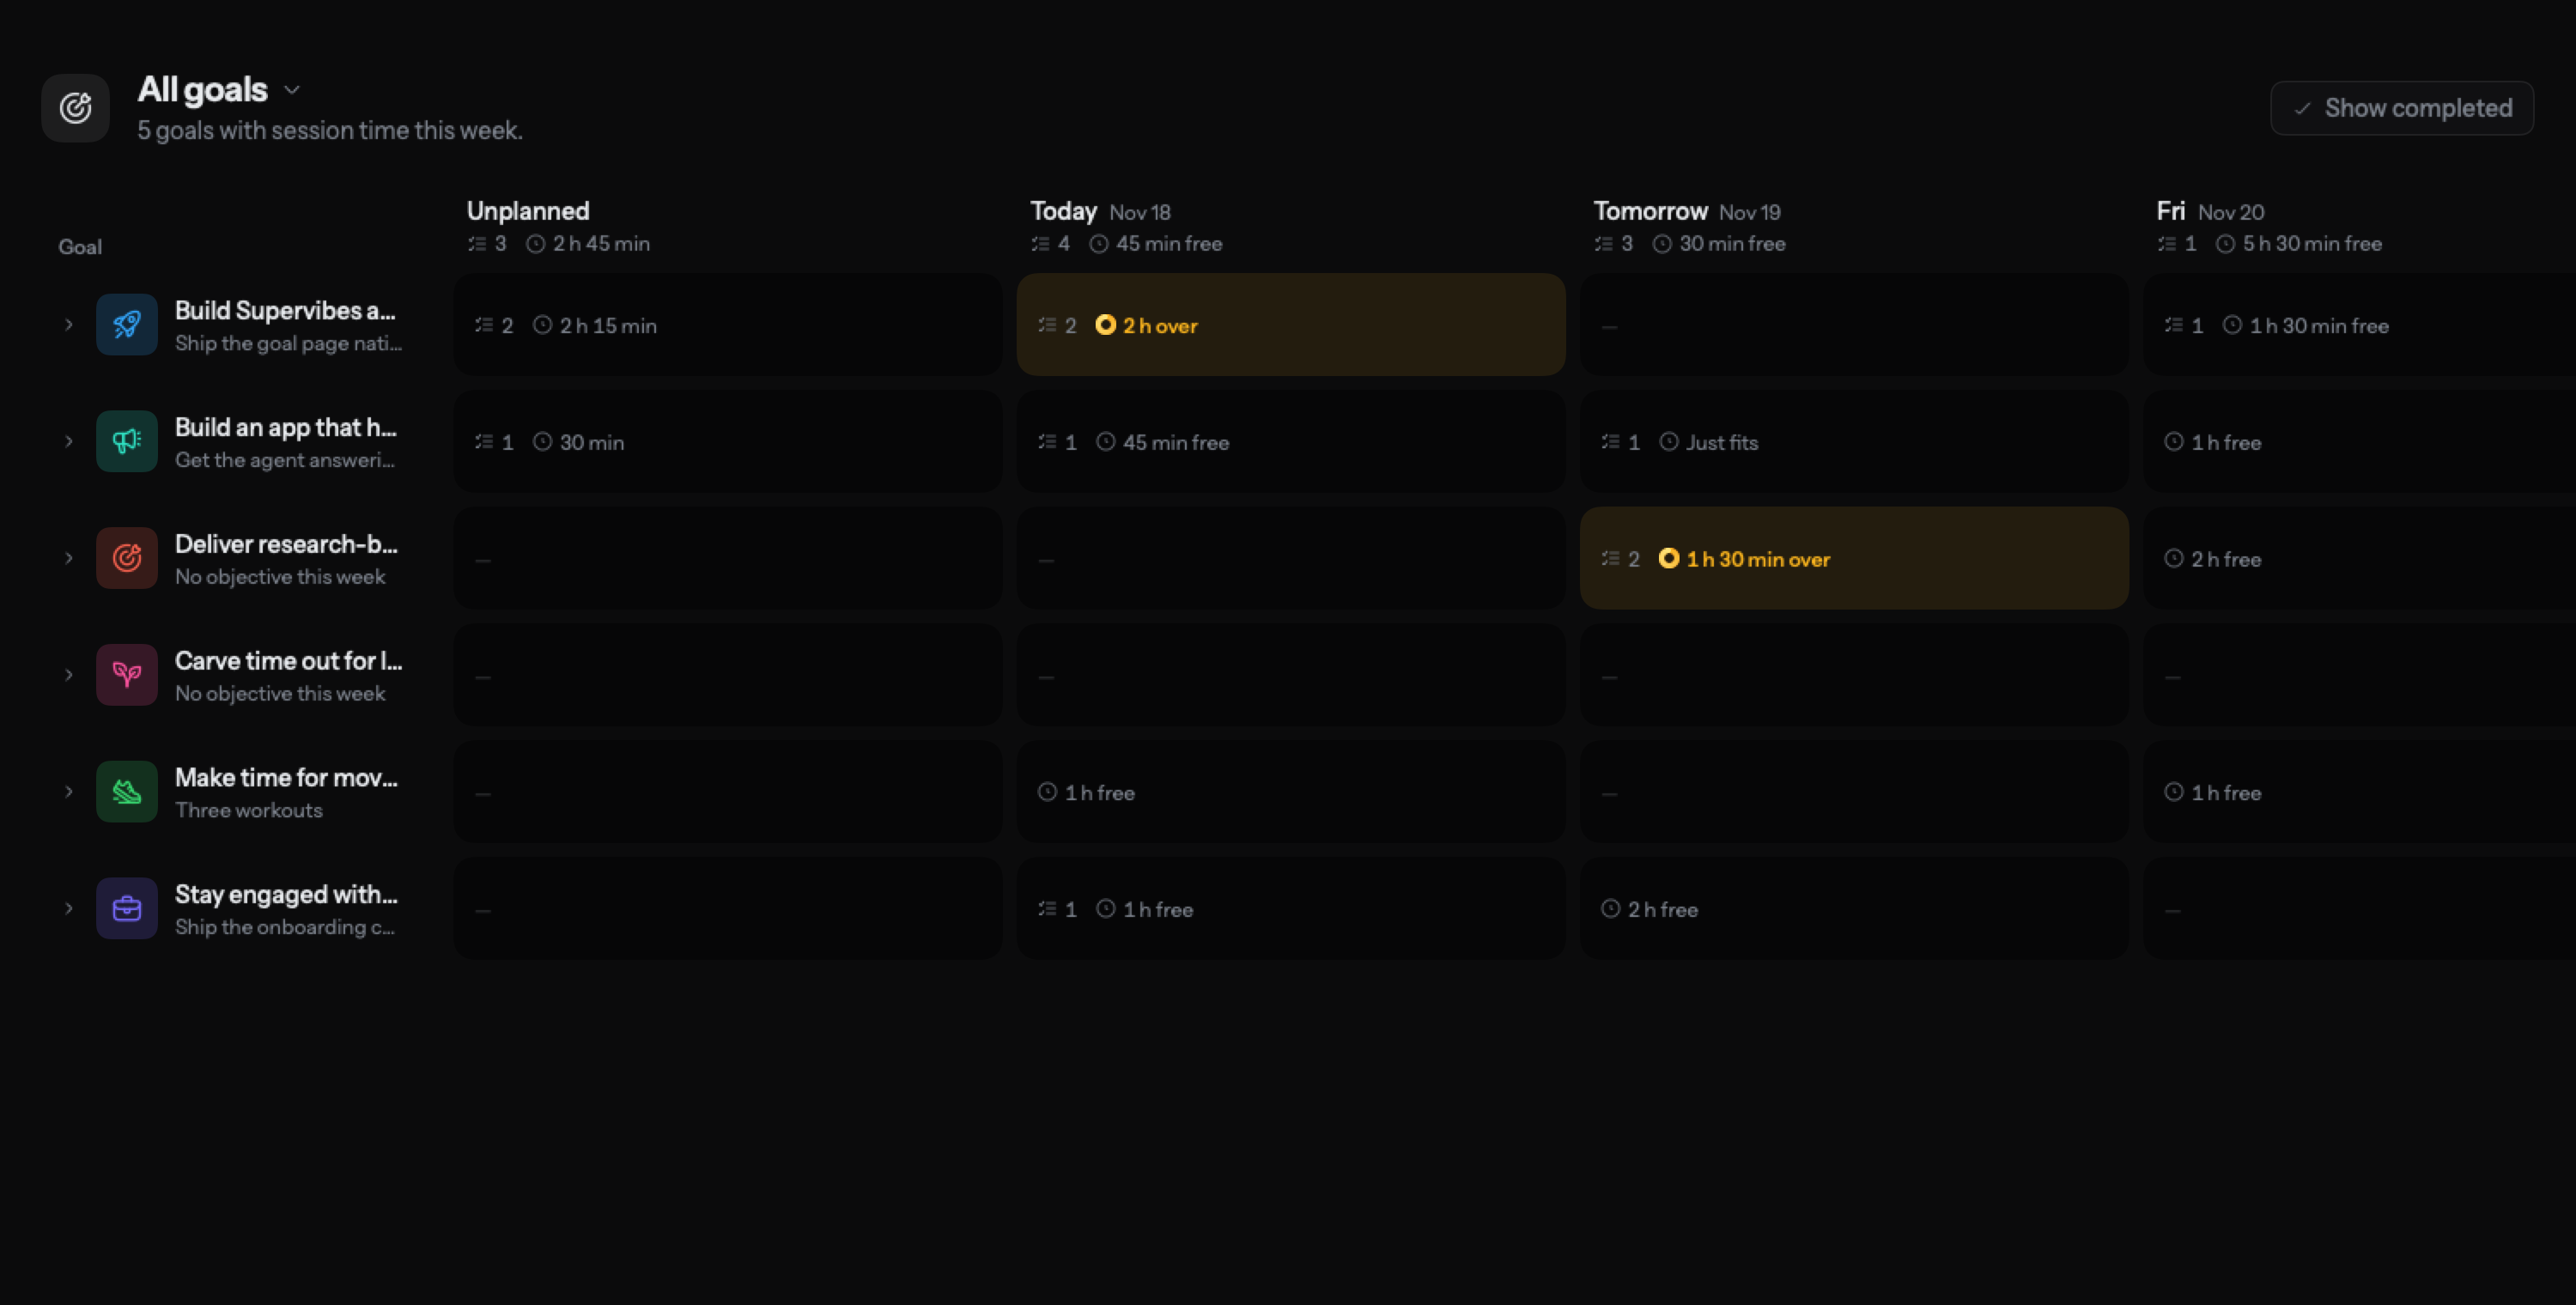 All goals
5 goals with session time this week.
Show completed
Goal
Unplanned
3 2 h 45 min
Today Nov 18
4 45 min free
Tomorrow Nov 19
3 30 min free
Fri Nov 20
1 5 h 30 min free
Build Supervibes a...
Ship the goal page nati...
2 2 h 15 min
2 2 h over
—
1 1 h 30 min free
Build an app that h...
Get the agent answeri...
1 30 min
1 45 min free
1 Just fits
1 h free
Deliver research-b...
No objective this week
—
—
2 1 h 30 min over
2 h free
Carve time out for l...
No objective this week
—
—
—
—
Make time for mov...
Three workouts
—
1 h free
—
1 h free
Stay engaged with...
Ship the onboarding c...
—
1 1 h free
2 h free
—